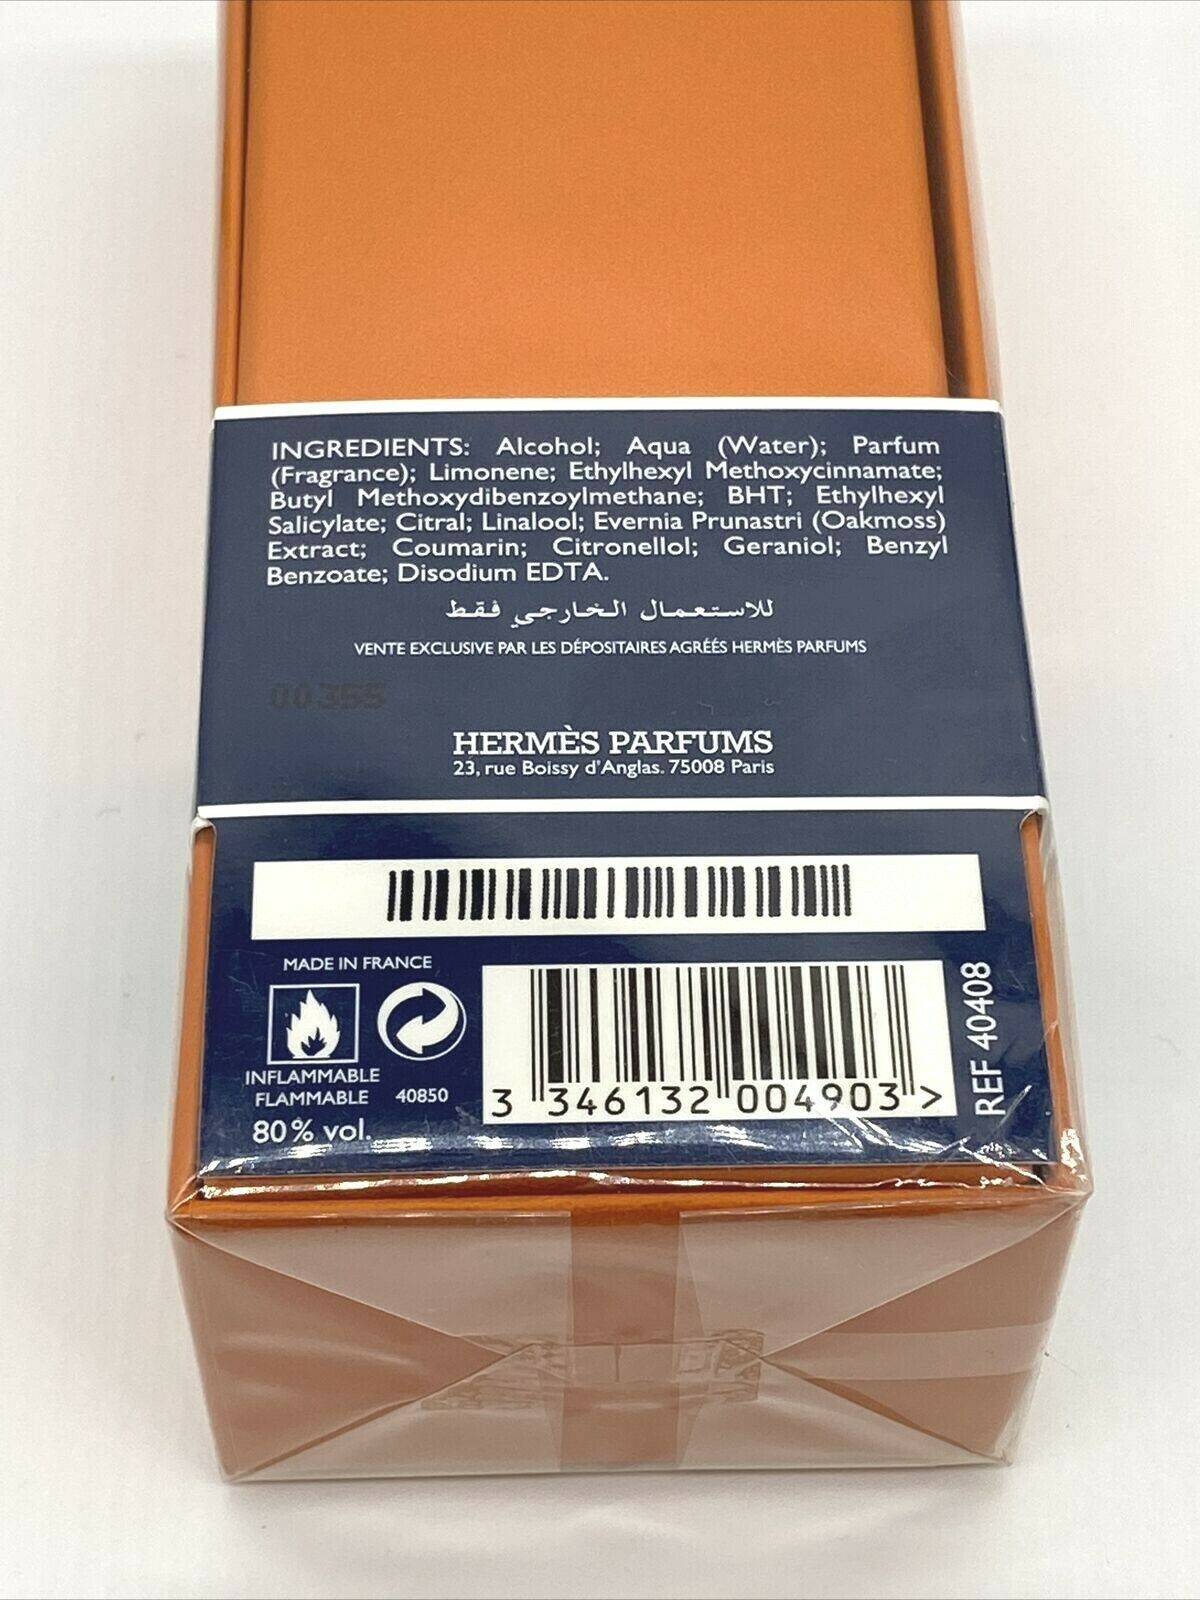 INGREDIENTS: Alcohol; Aqua (Water); Parfum
(Fragrance); Limonene; Ethylhexyl Methoxycinnamate;
Butyl Methoxydibenzoylmethane; BHT; Ethylhexyl
Salicylate; Citral; Linalool; Evernia Prunastri (Oakmoss)
Extract; Coumarin; Citronellol; Geraniol; Benzyl
Benzoate; Disodium EDTA.
للاستعمال الخارجي فقط
VENTE EXCLUSIVE PAR LES DÉPOSITAIRES AGRÉÉS HERMÈS PARFUMS
00355
HERMÈS PARFUMS
23, rue Boissy d'Anglas. 75008 Paris
MADE IN FRANCE
INFLAMMABLE
FLAMMABLE
40850
80% vol.
3 346132 004903 >
REF 40408